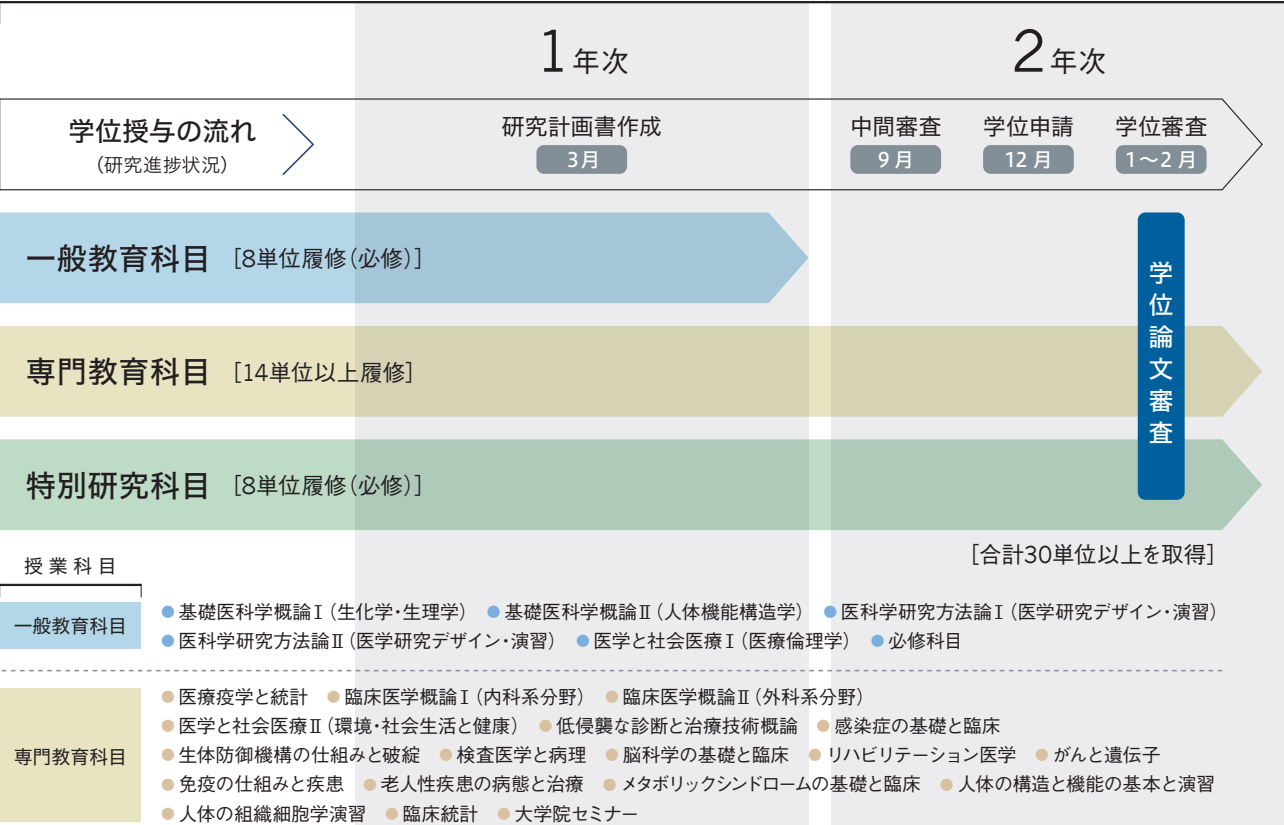 1年次
2年次
学位授与の流れ
(研究進捗状況)
研究計画書作成
3月
中間審査
9月
学位申請
12月
学位審査
1〜2月
一般教育科目 [8単位履修(必修)]
専門教育科目 [14単位以上履修]
特別研究科目 [8単位履修(必修)]
学位論文審査
[合計30単位以上を取得]
授業科目
一般教育科目
●基礎医科学概論Ⅰ(生化学・生理学) ●基礎医科学概論Ⅱ(人体機能構造学) ●医科学研究方法論Ⅰ(医学研究デザイン・演習)
●医科学研究方法論Ⅱ(医学研究デザイン・演習) ●医学と社会医療Ⅰ(医療倫理学) ●必修科目
専門教育科目
●医療疫学と統計 ●臨床医学概論Ⅰ(内科系分野) ●臨床医学概論Ⅱ(外科系分野)
●医学と社会医療Ⅱ(環境・社会生活と健康) ●低侵襲な診断と治療技術概論 ●感染症の基礎と臨床
●生体防御機構の仕組みと破綻 ●検査医学と病理 ●脳科学の基礎と臨床 ●リハビリテーション医学 ●がんと遺伝子
●免疫の仕組みと疾患 ●老人性疾患の病態と治療 ●メタボリックシンドロームの基礎と臨床 ●人体の構造と機能の基本と演習
●人体の組織細胞学演習 ●臨床統計 ●大学院セミナー